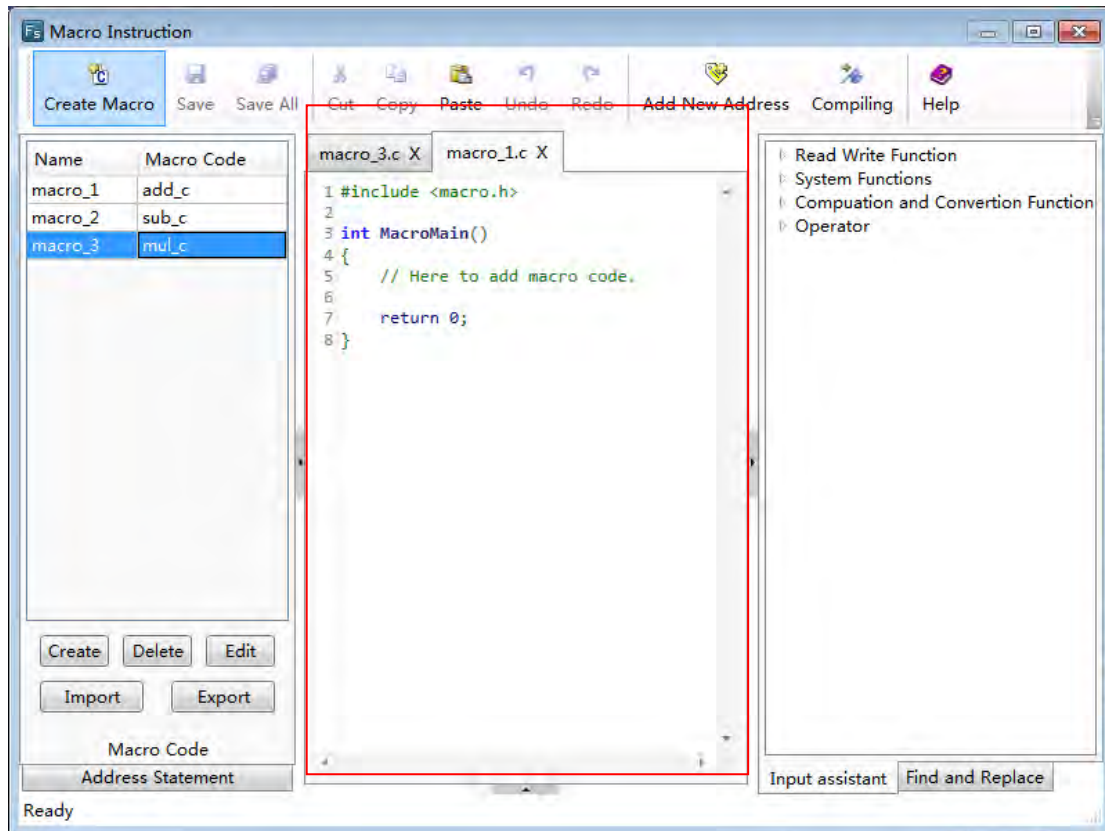 Fs Macro Instruction
Create Macro Save Save All Cut Copy Paste Undo Redo Add New Address Compiling Help
Name Macro Code
macro_1 add_c
macro_2 sub_c
macro_3 mul_c
Create Delete Edit
Import Export
Macro Code
Address Statement
macro_3.c X macro_1.c X
1 #include <macro.h>
2
3 int MacroMain()
4 {
5 // Here to add macro code.
6
7 return 0;
8 }
Read Write Function
System Functions
Compuation and Convertion Function
Operator
Input assistant Find and Replace
Ready